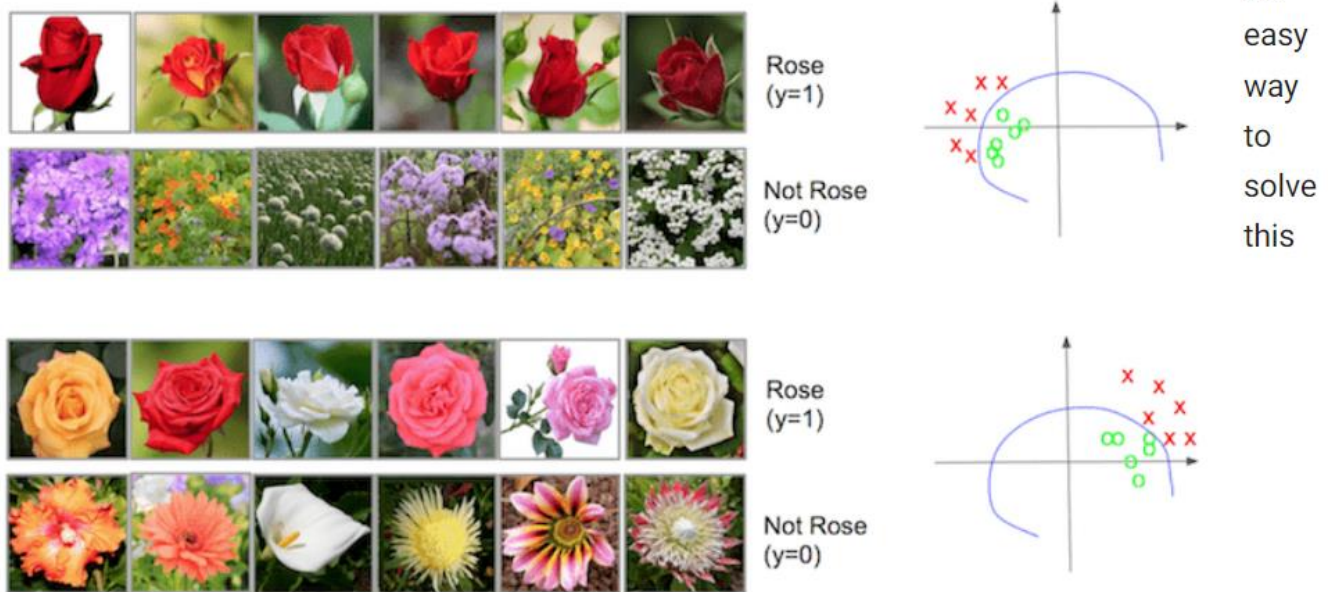 Rose
(y=1)
Not Rose
(y=0)
easy
way
to
solve
this
Rose
(y=1)
Not Rose
(y=0)